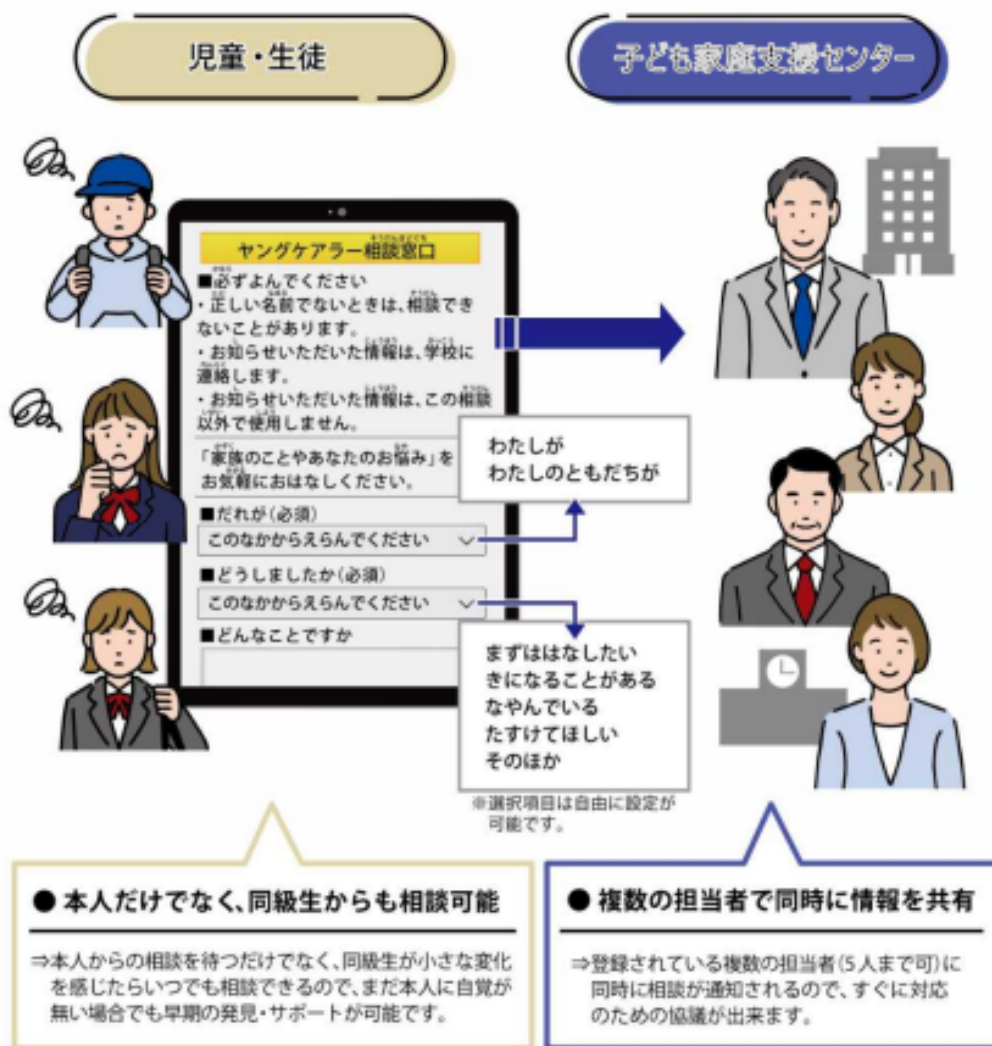 児童・生徒
子ども家庭支援センター
ヤングケアラー相談窓口
■必ずよんでください
・正しい名前でないときは、相談でき
ないことがあります。
・お知らせいただいた情報は、学校に
連絡します。
・お知らせいただいた情報は、この相談
以外で使用しません。
「家族のことやあなたのお悩み」を
お気軽におはなしください。
■だれが(必須)
このなかからえらんでください
■どうしましたか(必須)
このなかからえらんでください
■どんなことですか
わたしが
わたしのともだちが
まずははなしたい
きになることがある
なやんでいる
たすけてほしい
そのほか
※選択項目は自由に設定が
可能です。
● 本人だけでなく、同級生からも相談可能
⇒本人からの相談を待つだけでなく、同級生が小さな変化
を感じたらいつでも相談できるので、まだ本人に自覚が
無い場合でも早期の発見・サポートが可能です。
● 複数の担当者で同時に情報を共有
⇒登録されている複数の担当者(5人まで可)に
同時に相談が通知されるので、すぐに対応
のための協議が出来ます。